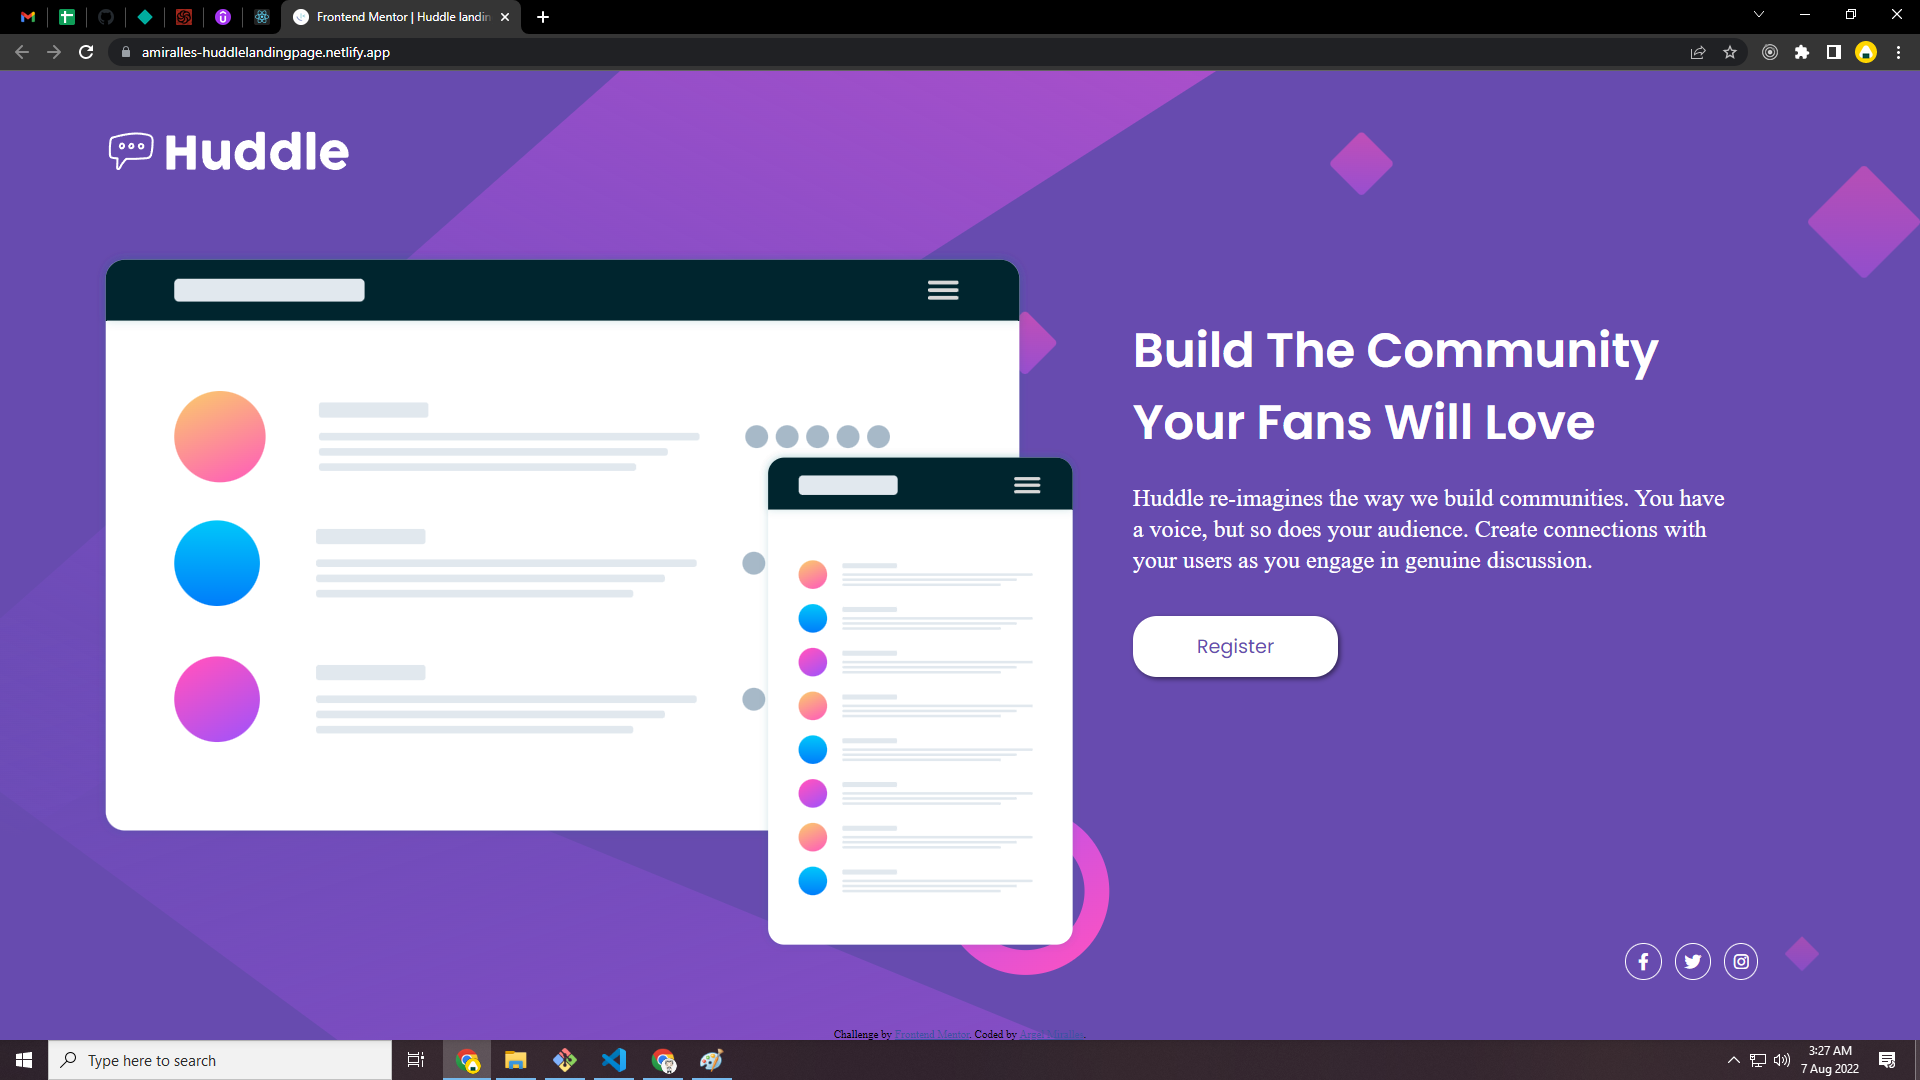 Frontend Mentor | Huddle landin
amiralles-huddlelandingpage.netlify.app
Huddle
Build The Community
Your Fans Will Love
Huddle re-imagines the way we build communities. You have
a voice, but so does your audience. Create connections with
your users as you engage in genuine discussion.
Register
Challenge by Frontend Mentor. Coded by
Type here to search
3:27 AM
7 Aug 2022